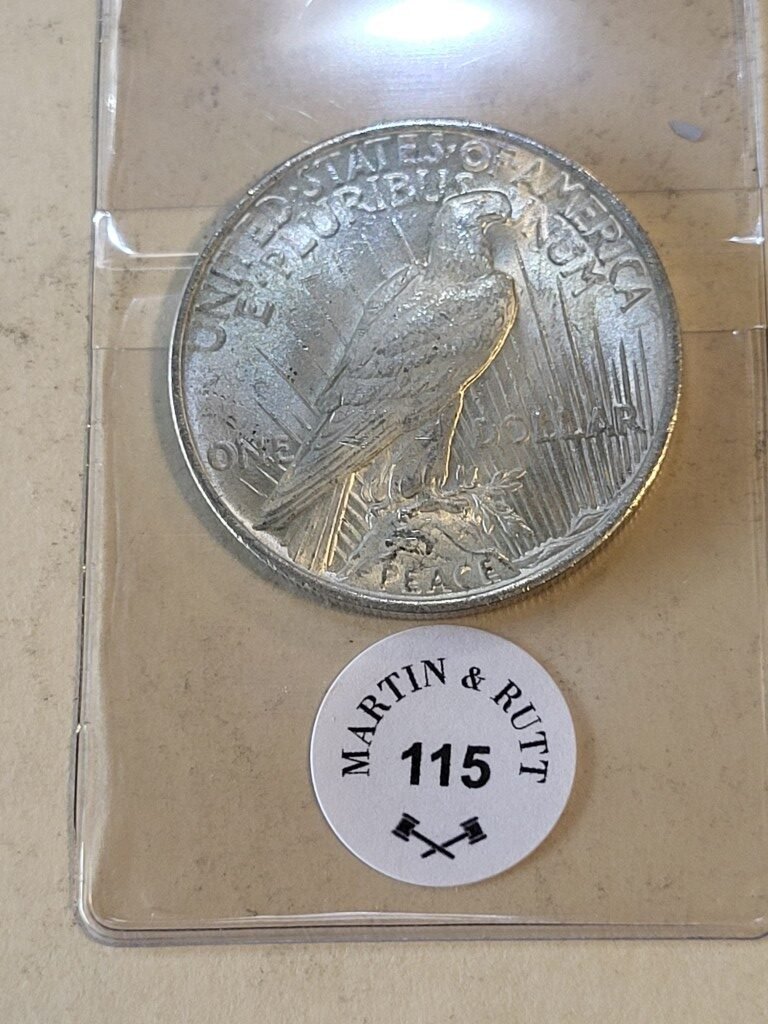 UNITED·STATES·OF·AMERICA
E·PLURIBUS UNUM
ONE DOLLAR
PEACE
MARTIN & RUTT
115